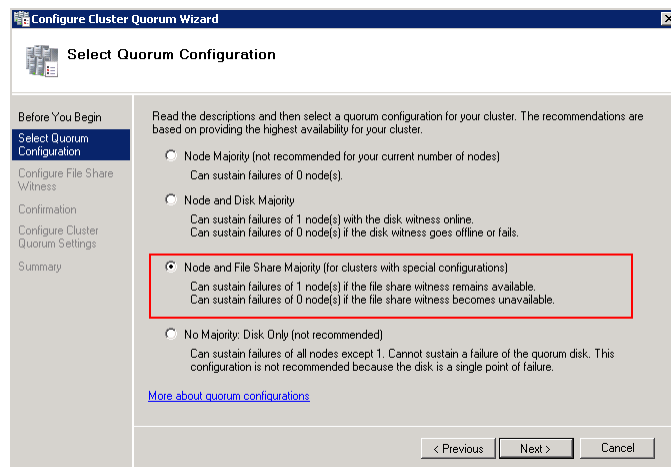 Configure Cluster Quorum Wizard
Select Quorum Configuration
Before You Begin
Select Quorum
Configuration
Configure File Share
Witness
Confirmation
Configure Cluster
Quorum Settings
Summary
Read the descriptions and then select a quorum configuration for your cluster. The recommendations are
based on providing the highest availability for your cluster.
Node Majority (not recommended for your current number of nodes)
Can sustain failures of 0 node(s).
Node and Disk Majority
Can sustain failures of 1 node(s) with the disk witness online.
Can sustain failures of 0 node(s) if the disk witness goes offline or fails.
Node and File Share Majority (for clusters with special configurations)
Can sustain failures of 1 node(s) if the file share witness remains available.
Can sustain failures of 0 node(s) if the file share witness becomes unavailable.
No Majority: Disk Only (not recommended)
Can sustain failures of all nodes except 1. Cannot sustain a failure of the quorum disk. This
configuration is not recommended because the disk is a single point of failure.
More about quorum configurations
< Previous
Next >
Cancel